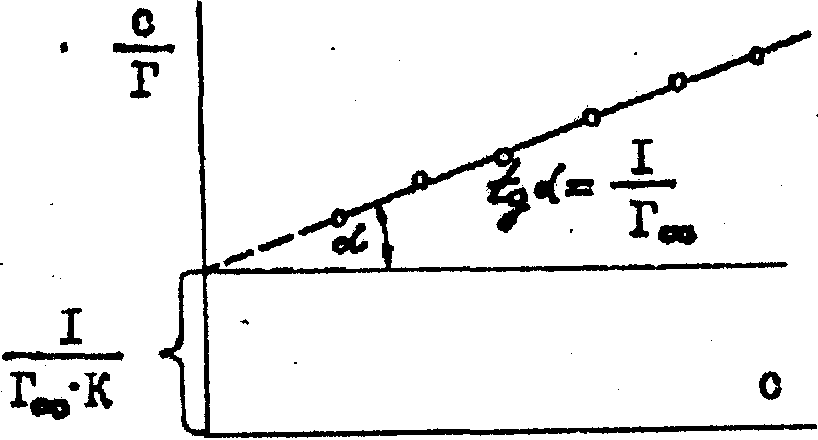 c/Г
tg α = I/Г∞
α
I/Г∞·К
c